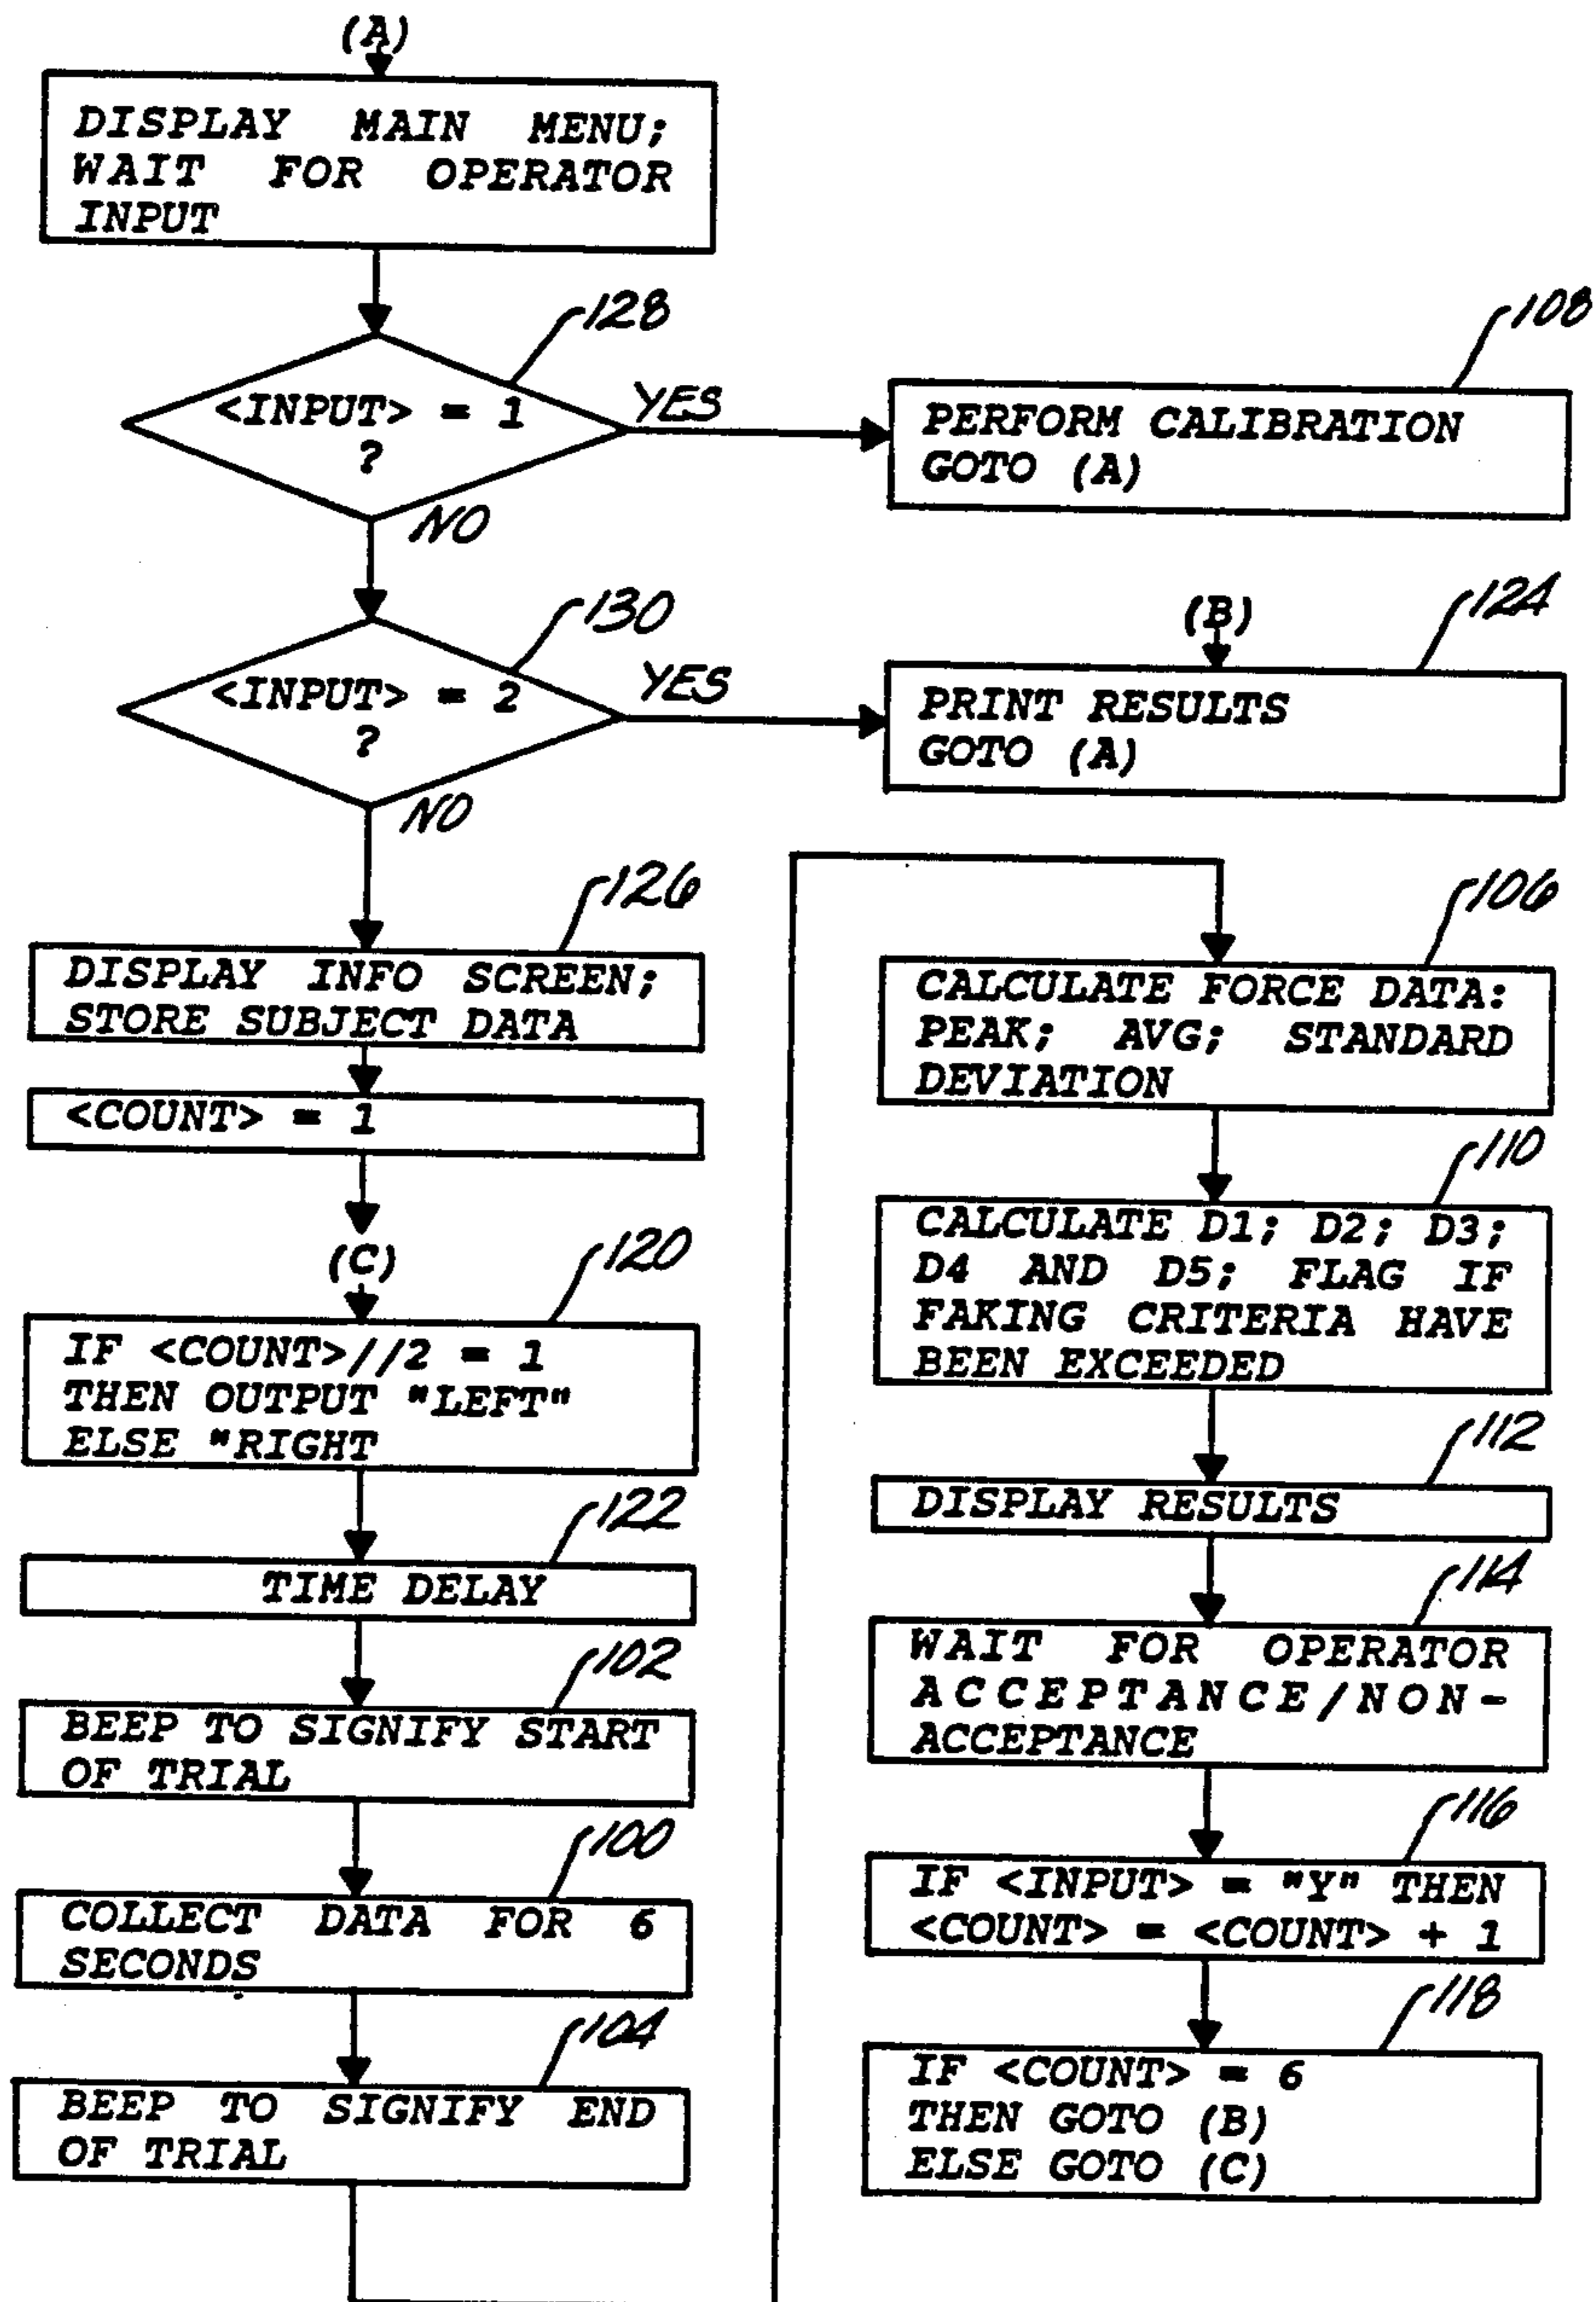 (A)
DISPLAY MAIN MENU;
WAIT FOR OPERATOR
INPUT
128
<INPUT> = 1
?
YES
NO
108
PERFORM CALIBRATION
GOTO (A)
130
<INPUT> = 2
?
YES
NO
(B)
124
PRINT RESULTS
GOTO (A)
126
DISPLAY INFO SCREEN;
STORE SUBJECT DATA
<COUNT> = 1
(C)
120
IF <COUNT>//2 = 1
THEN OUTPUT "LEFT"
ELSE "RIGHT
122
TIME DELAY
102
BEEP TO SIGNIFY START
OF TRIAL
100
COLLECT DATA FOR 6
SECONDS
104
BEEP TO SIGNIFY END
OF TRIAL
106
CALCULATE FORCE DATA:
PEAK; AVG; STANDARD
DEVIATION
110
CALCULATE D1; D2; D3;
D4 AND D5; FLAG IF
FAKING CRITERIA HAVE
BEEN EXCEEDED
112
DISPLAY RESULTS
114
WAIT FOR OPERATOR
ACCEPTANCE/NON-
ACCEPTANCE
116
IF <INPUT> = "Y" THEN
<COUNT> = <COUNT> + 1
118
IF <COUNT> = 6
THEN GOTO (B)
ELSE GOTO (C)